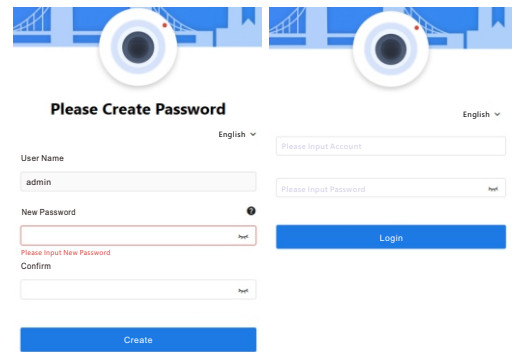 Please Create Password
English
User Name
admin
New Password
Please Input New Password
Confirm
Create
English
Please Input Account
Please Input Password
Login